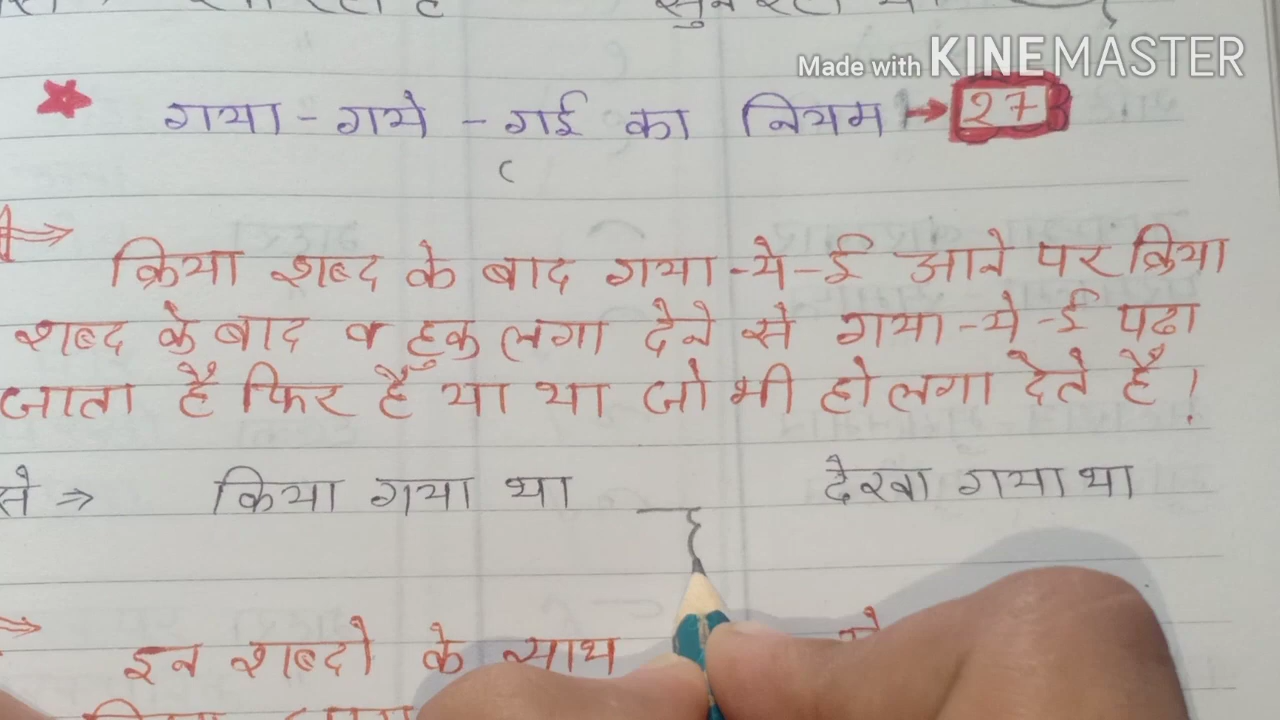 Made with KINEMASTER
गया - गये - गई का नियम → 27
क्रिया शब्द के बाद गया -ये -ई आने पर क्रिया
शब्द के बाद व हुक लगा देने से गया -ये -ई पढा
जाता है फिर हैं या था जो भी हो लगा देते हैं!
से ⇒ किया गया था देखा गया था
इन शब्दो के साथ